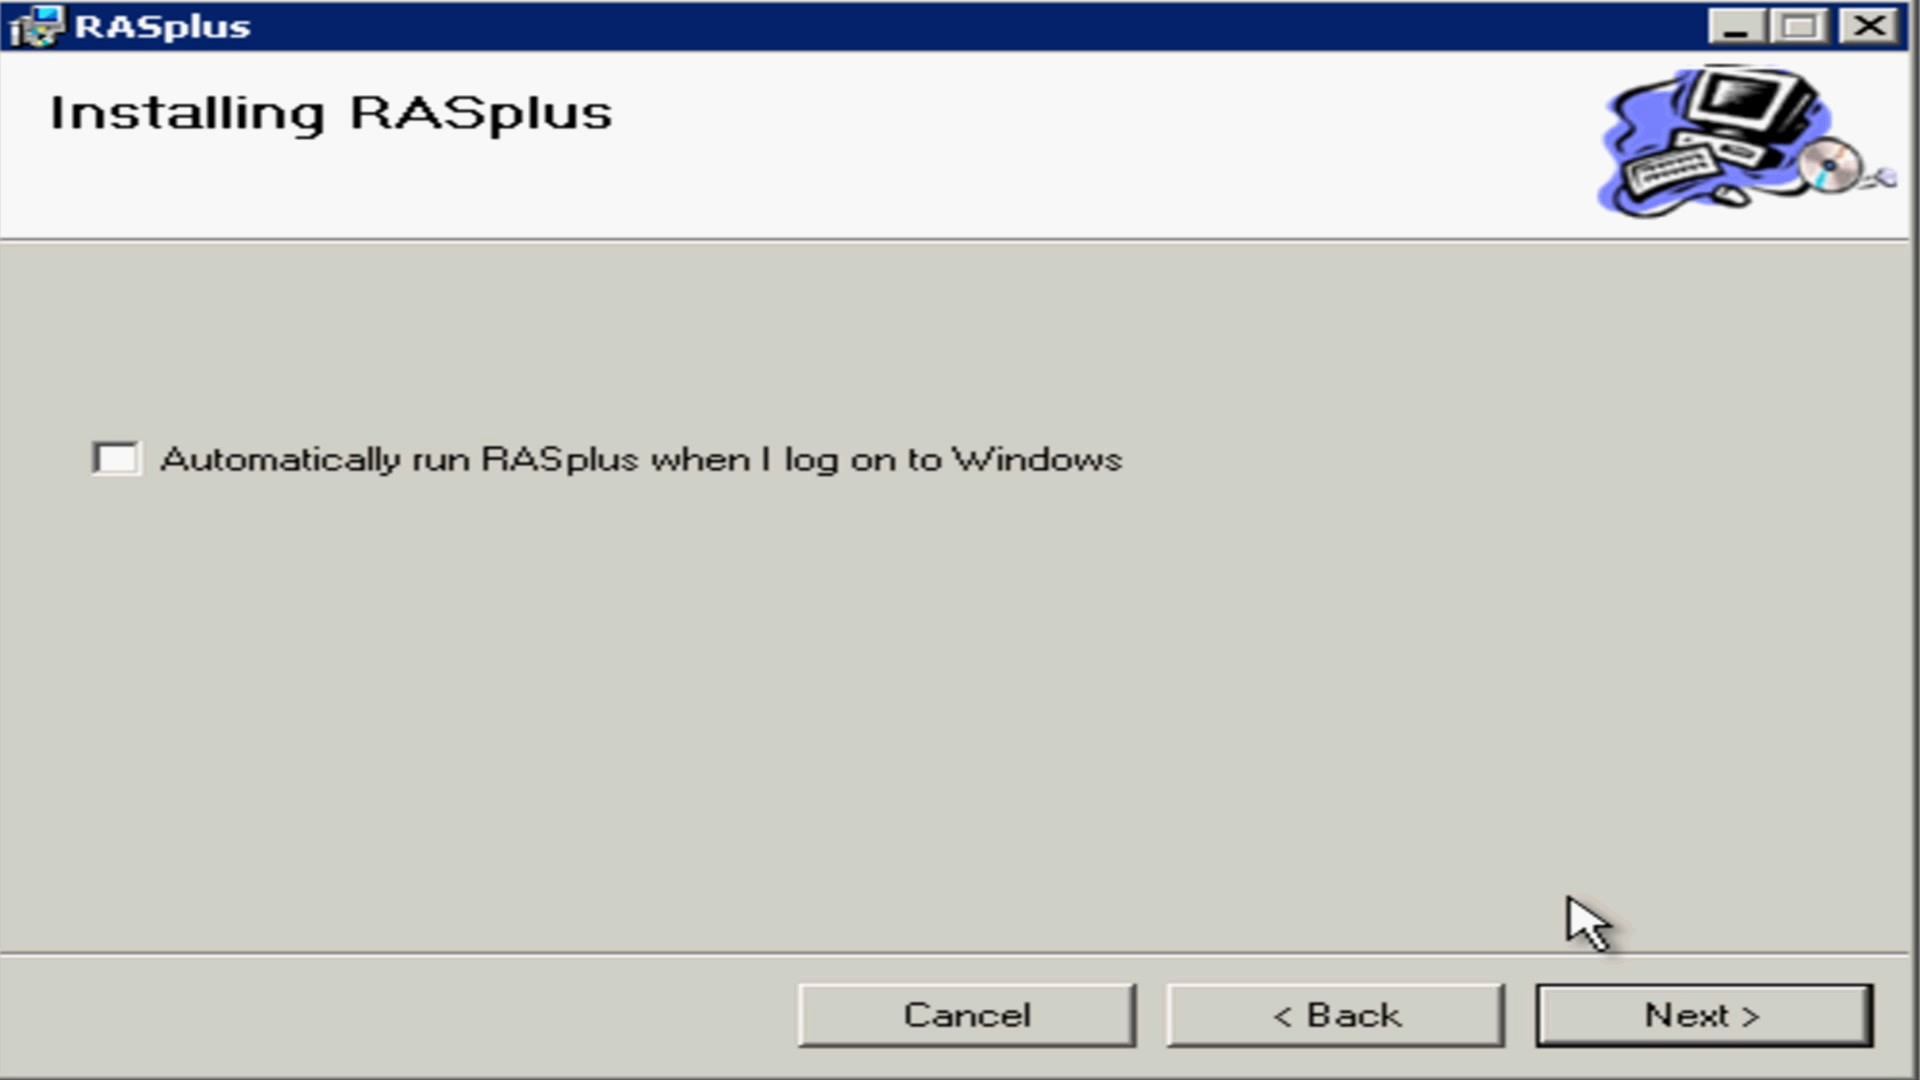 RASplus
Installing RASplus
Automatically run RASplus when I log on to Windows
Cancel
< Back
Next >